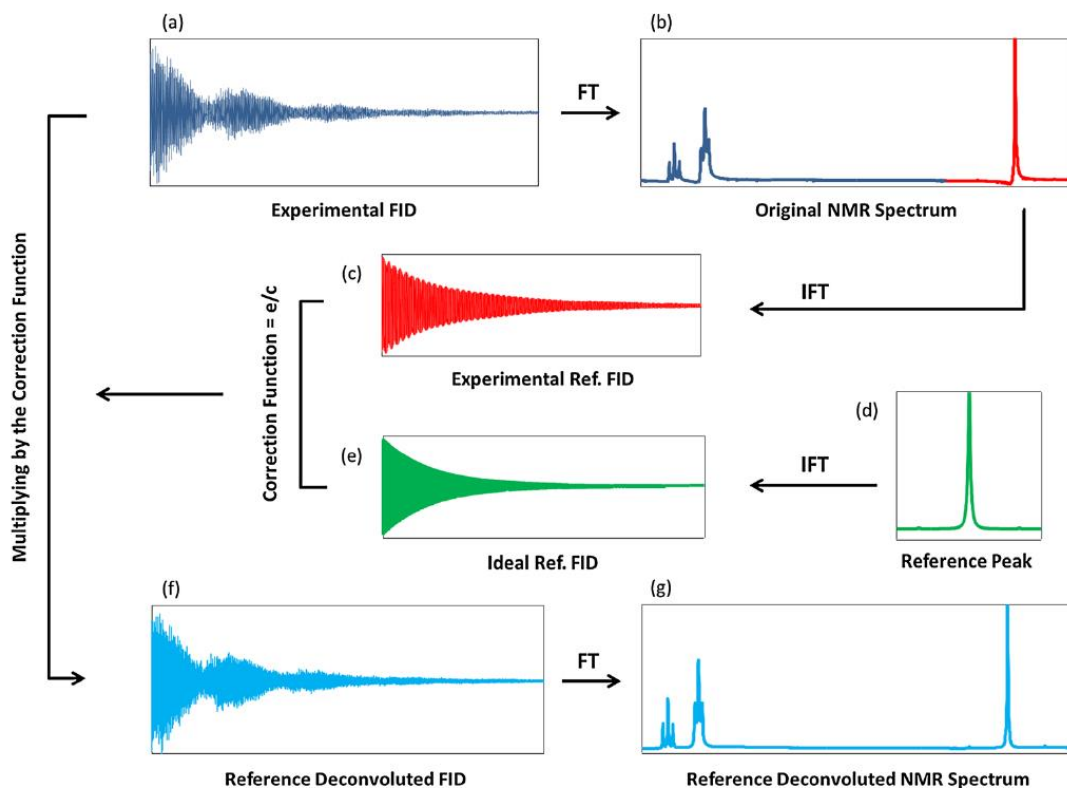 (a)
FT
Experimental FID
(b)
Original NMR Spectrum
Multiplying by the Correction Function
Correction Function = e/c
(c)
IFT
Experimental Ref. FID
(d)
Reference Peak
(e)
IFT
Ideal Ref. FID
(f)
FT
Reference Deconvoluted FID
(g)
Reference Deconvoluted NMR Spectrum